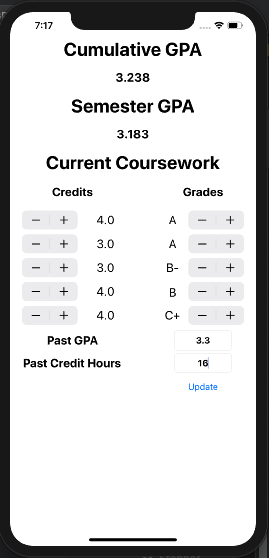 7:17
Cumulative GPA
3.238
Semester GPA
3.183
Current Coursework
Credits Grades
− + 4.0 A − +
− + 3.0 A − +
− + 3.0 B- − +
− + 4.0 B − +
− + 4.0 C+ − +
Past GPA 3.3
Past Credit Hours 16
Update